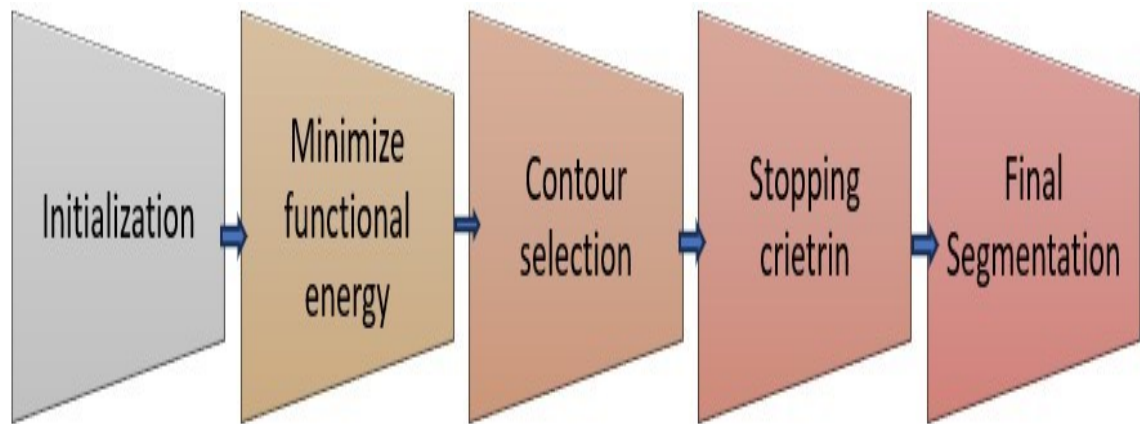 Initialization
Minimize
functional
energy
Contour
selection
Stopping
crietrin
Final
Segmentation